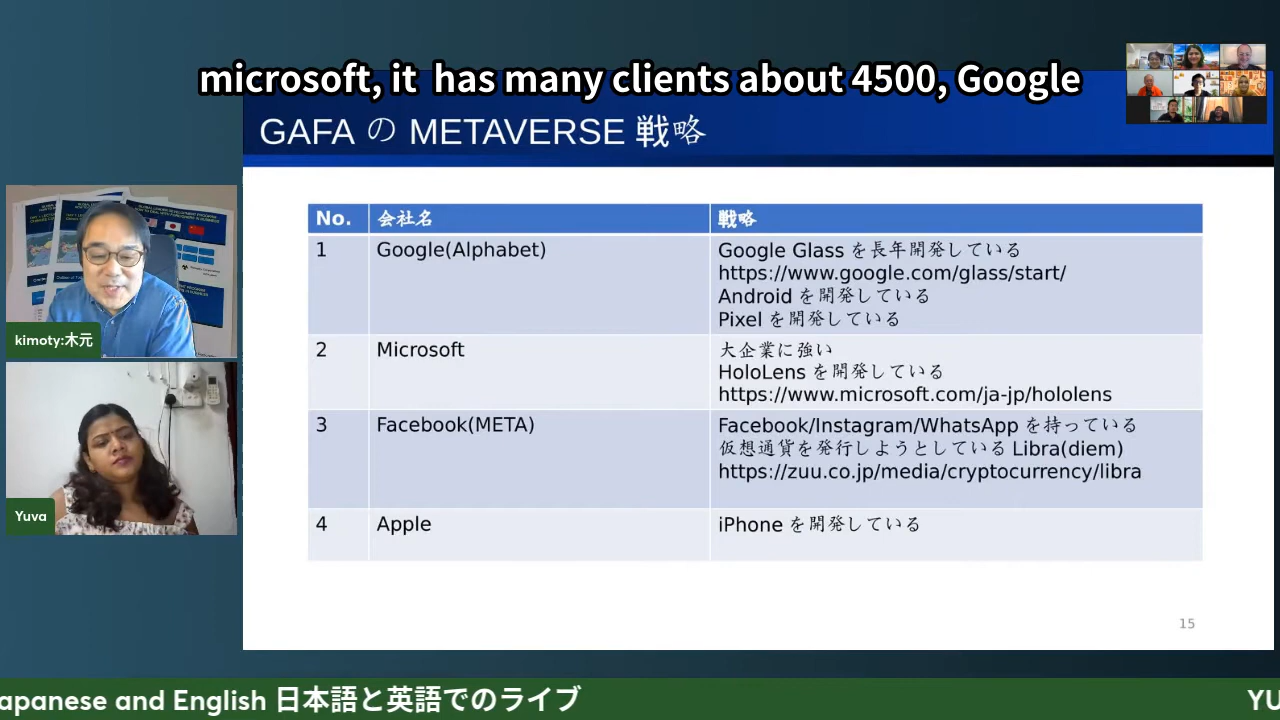 microsoft, it has many clients about 4500, Google
GAFA の METAVERSE 戦略
No. 会社名 戦略
1 Google(Alphabet) Google Glass を長年開発している
https://www.google.com/glass/start/
Android を開発している
Pixel を開発している
2 Microsoft 大企業に強い
HoloLens を開発している
https://www.microsoft.com/ja-jp/hololens
3 Facebook(META) Facebook/Instagram/WhatsApp を持っている
仮想通貨を発行しようとしている Libra(diem)
https://zuu.co.jp/media/cryptocurrency/libra
4 Apple iPhone を開発している
15
kimoty:木元
Yuva
apanese and English 日本語と英語でのライブ
YU